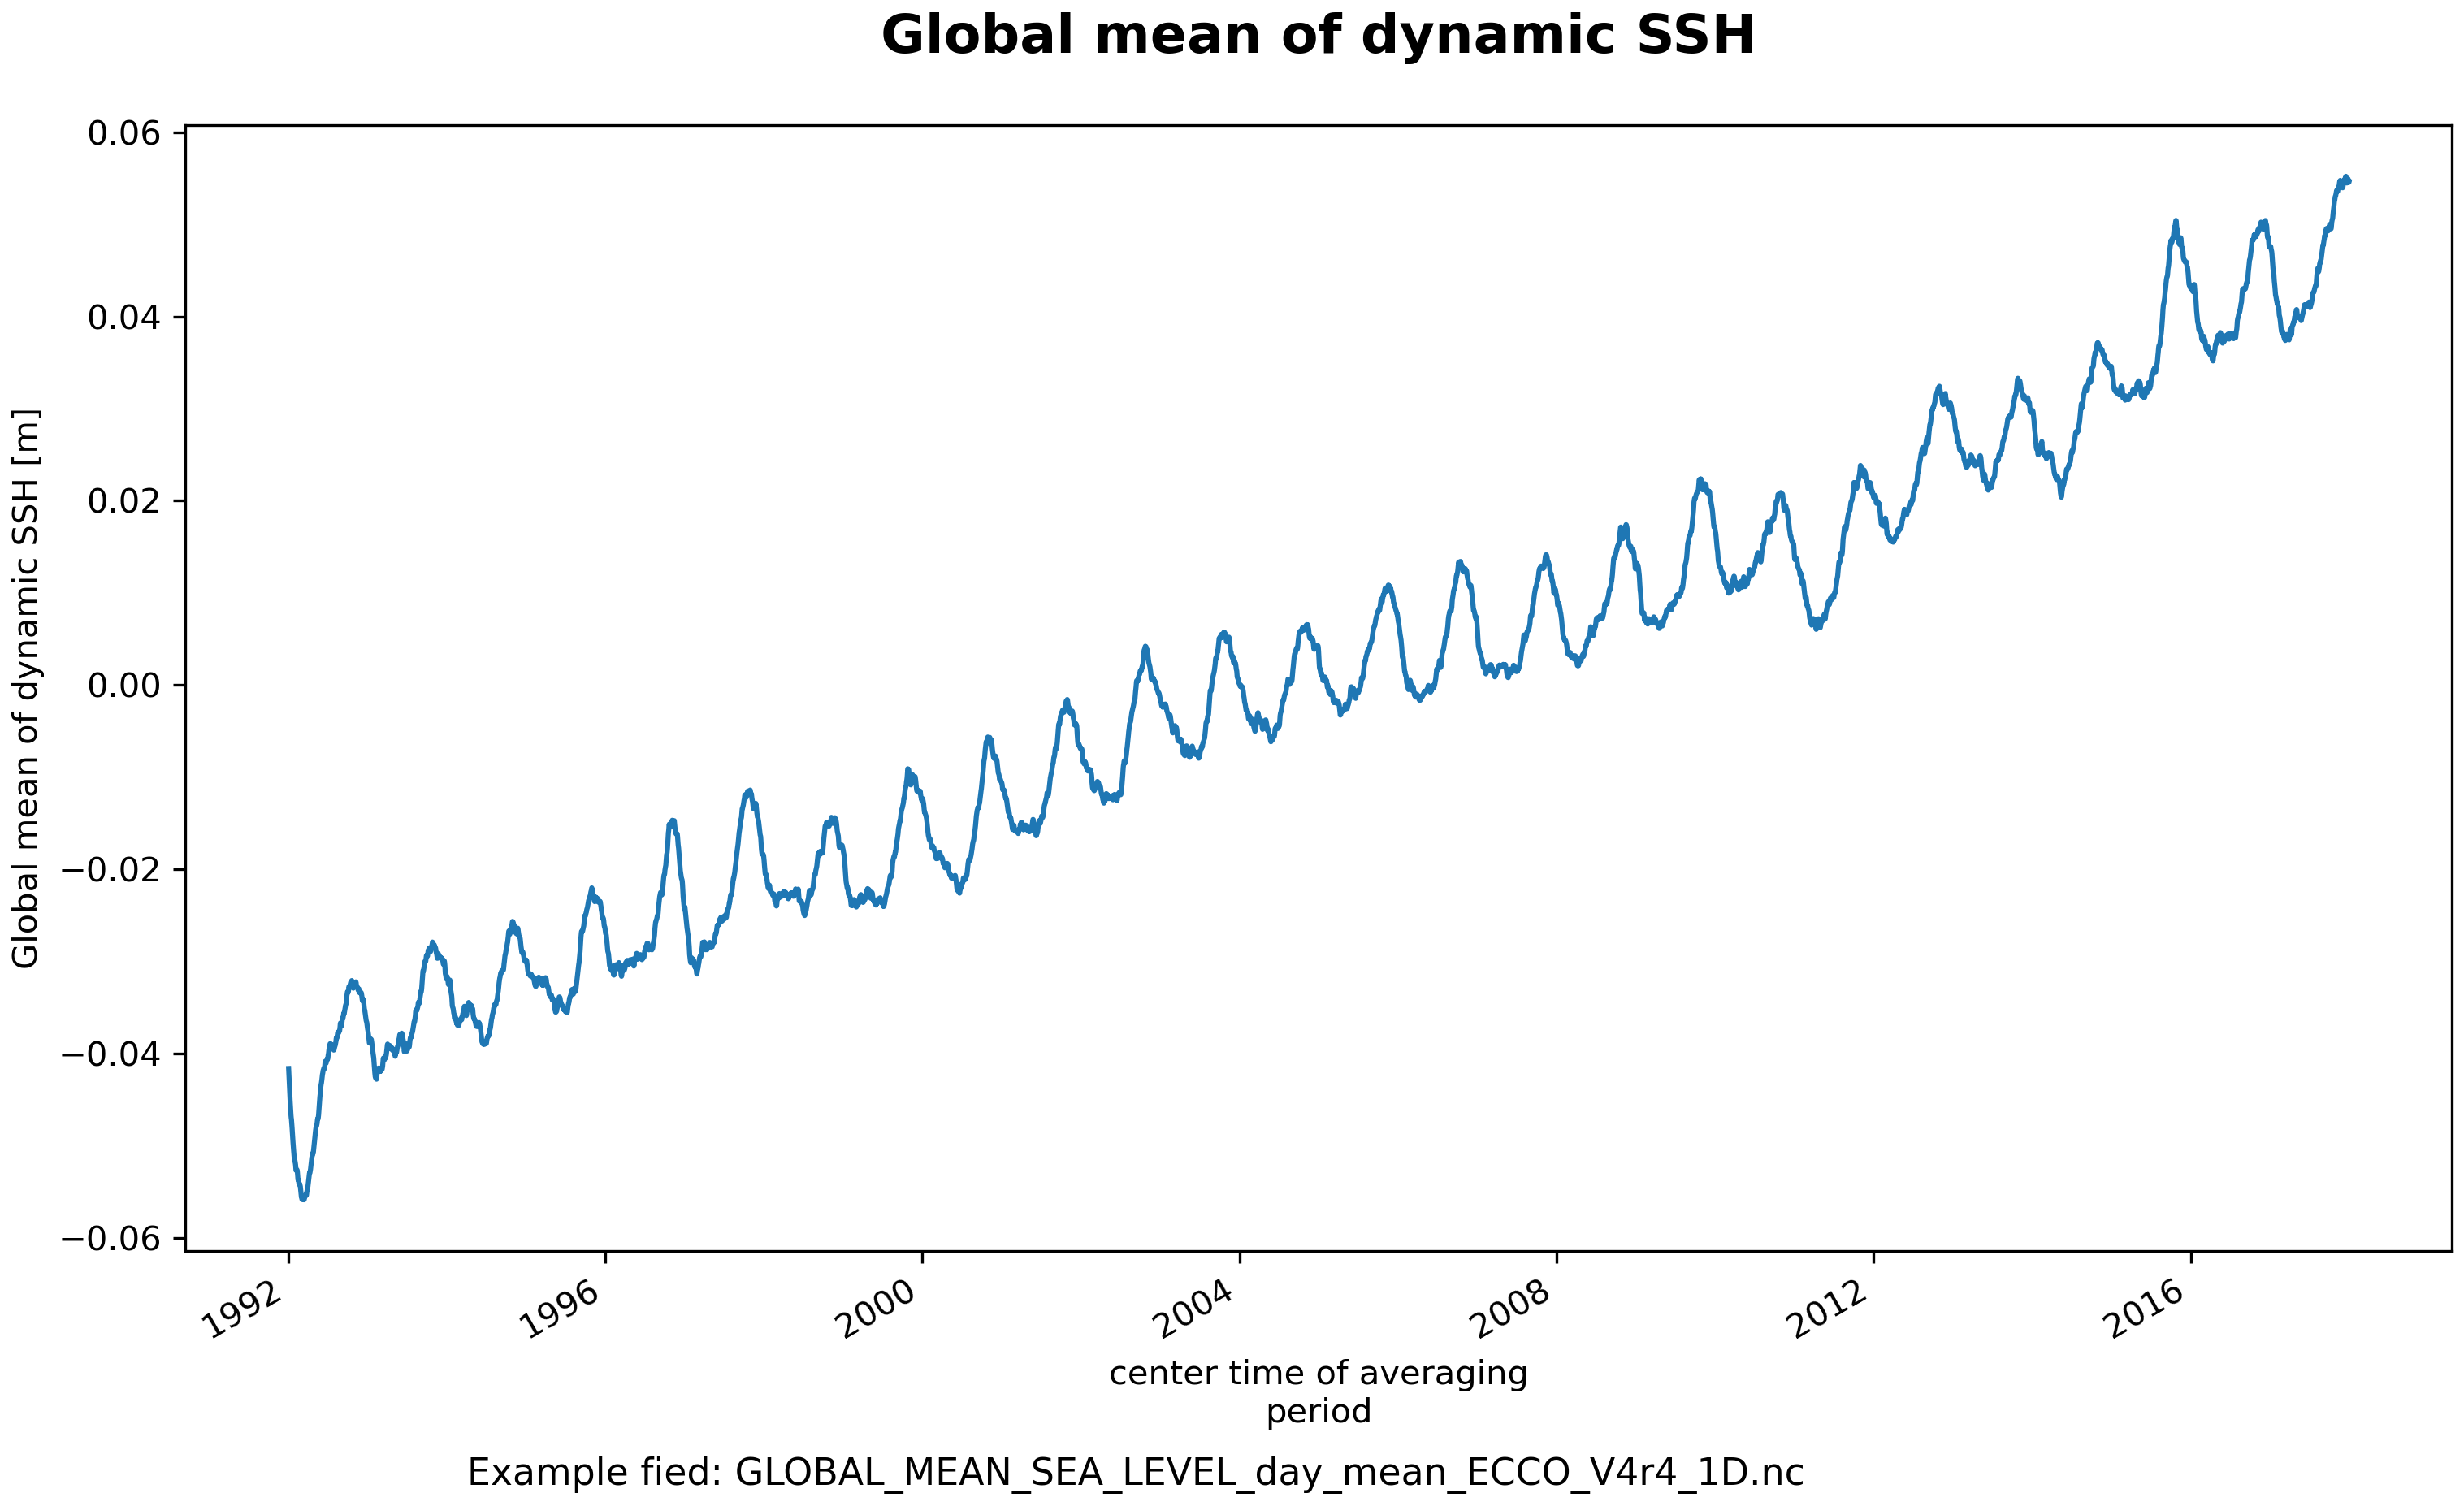 Global mean of dynamic SSH
Global mean of dynamic SSH [m]
0.06
0.04
0.02
0.00
−0.02
−0.04
−0.06
1992
1996
2000
2004
2008
2012
2016
center time of averaging
period
Example fied: GLOBAL_MEAN_SEA_LEVEL_day_mean_ECCO_V4r4_1D.nc